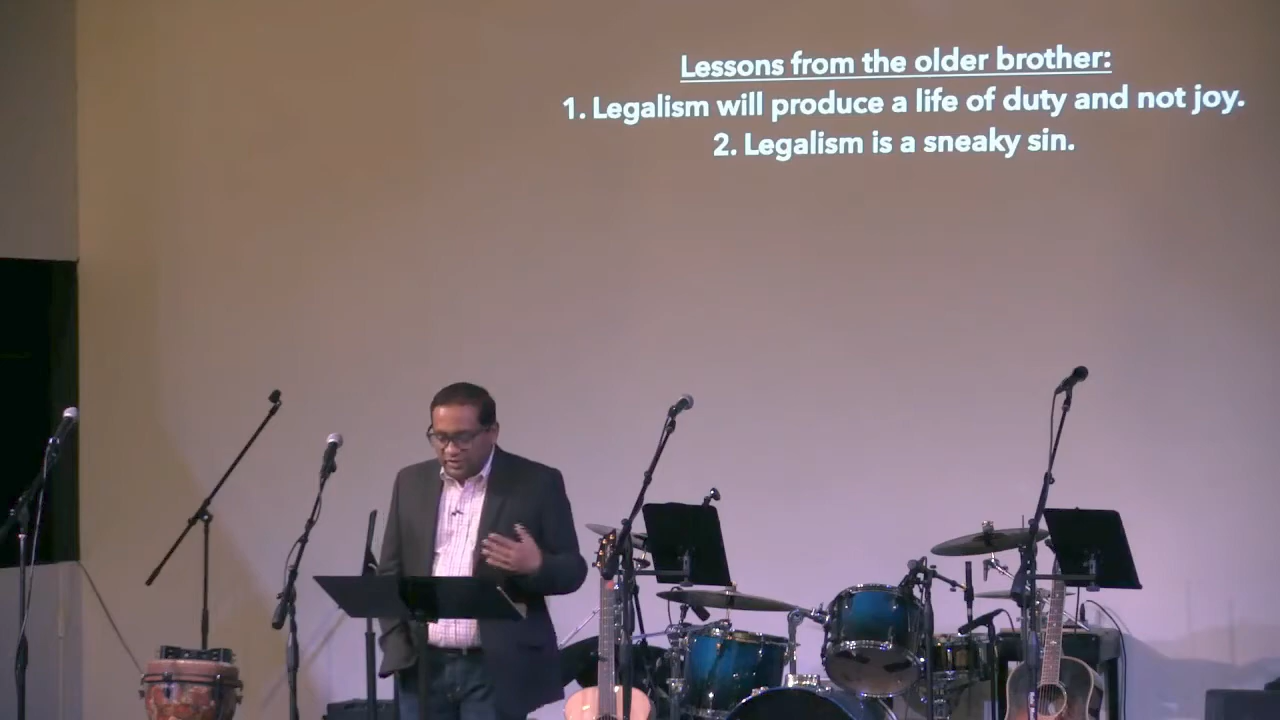 Lessons from the older brother:
1. Legalism will produce a life of duty and not joy.
2. Legalism is a sneaky sin.